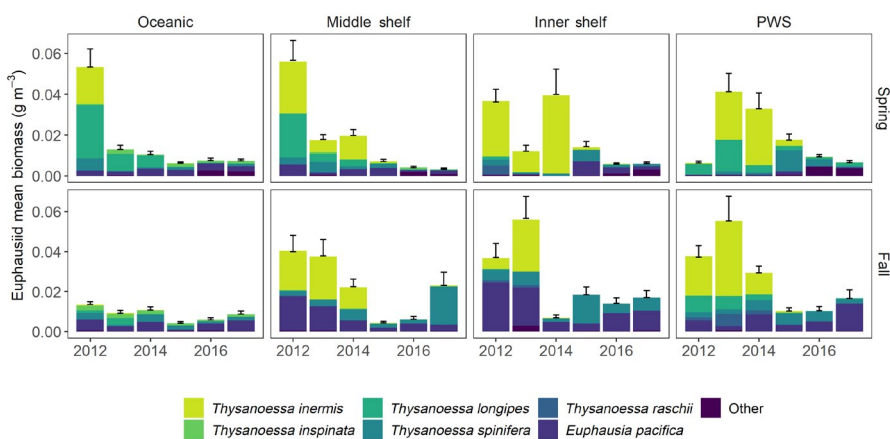 Oceanic Middle shelf Inner shelf PWS
Euphausiid mean biomass (g m⁻³)
0.06
0.04
0.02
0.00
Spring
0.06
0.04
0.02
0.00
Fall
2012 2014 2016 2012 2014 2016 2012 2014 2016 2012 2014 2016
Thysanoessa inermis Thysanoessa longipes Thysanoessa raschii Other
Thysanoessa inspinata Thysanoessa spinifera Euphausia pacifica